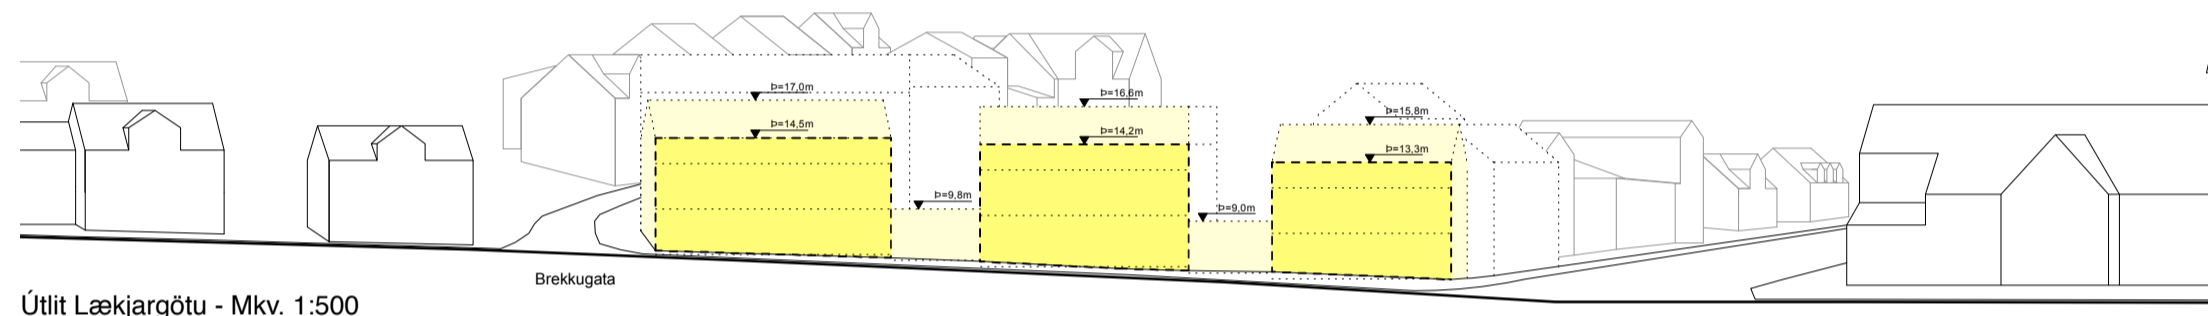 Þ=17,0m
Þ=14,5m
Þ=9,8m
Þ=16,6m
Þ=14,2m
Þ=9,0m
Þ=15,8m
Þ=13,3m
Brekkugata
Útlit Lækjargötu - Mkv. 1:500